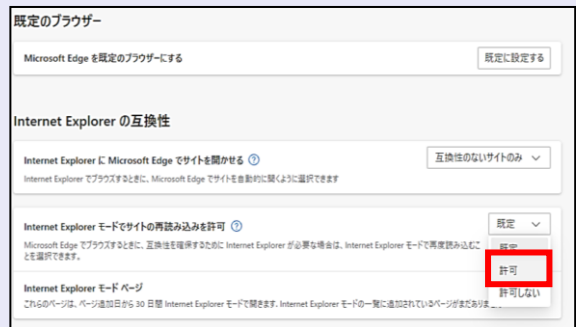 既定のブラウザー
Microsoft Edge を既定のブラウザーにする
既定に設定する
Internet Explorer の互換性
Internet Explorer に Microsoft Edge でサイトを開かせる
互換性のないサイトのみ
Internet Explorer でブラウズするときに、Microsoft Edge でサイトを自動的に開くように選択できます
Internet Explorer モードでサイトの再読み込みを許可
既定
Microsoft Edge でブラウズするときに、互換性を確保するために Internet Explorer が必要な場合は、Internet Explorer モードで再度読み込むこ
とを選択できます。
既定
許可
許可しない
Internet Explorer モード ページ
これらのページは、ページ追加日から 30 日間 Internet Explorer モードで開きます. Internet Explorer モードの一覧に追加されているページがまだありま